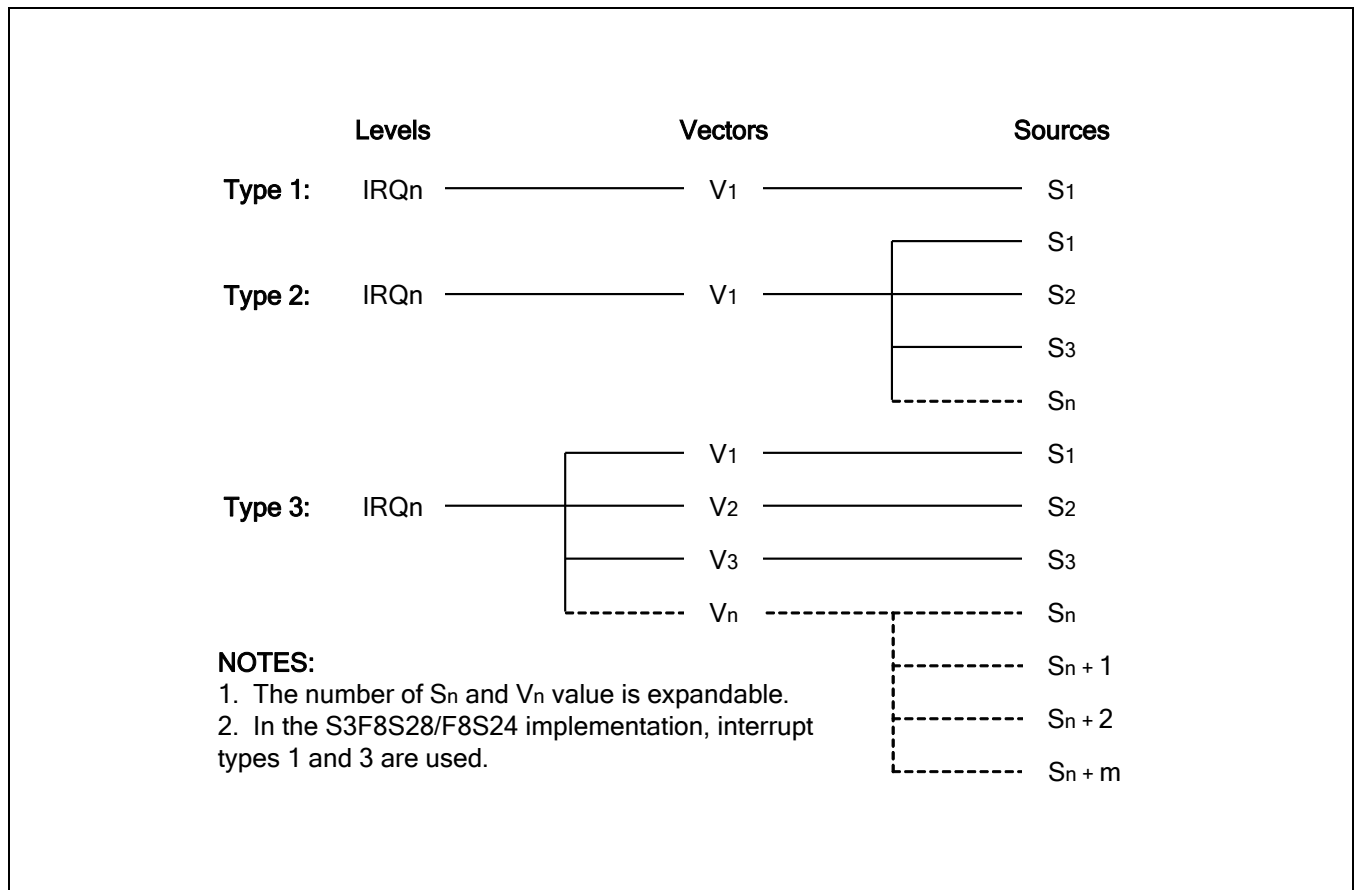 Levels Vectors Sources
Type 1: IRQn V1 S1
S1
Type 2: IRQn V1 S2
S3
Sn
V1 S1
Type 3: IRQn V2 S2
V3 S3
Vn Sn
Sn + 1
Sn + 2
Sn + m
NOTES:
1. The number of Sn and Vn value is expandable.
2. In the S3F8S28/F8S24 implementation, interrupt
types 1 and 3 are used.